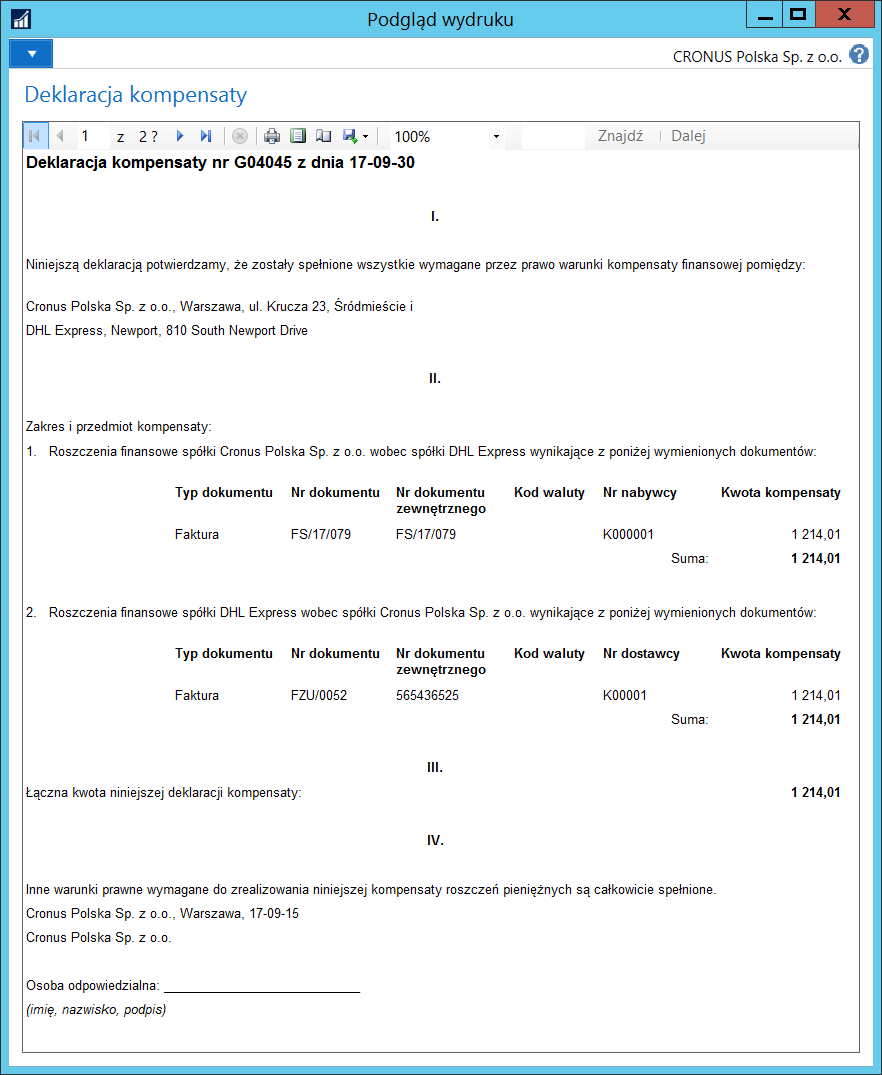 Podgląd wydruku
CRONUS Polska Sp. z o.o.
Deklaracja kompensaty
1 z 2 ? 100% Znajdź Dalej
Deklaracja kompensaty nr G04045 z dnia 17-09-30
I.
Niniejszą deklaracją potwierdzamy, że zostały spełnione wszystkie wymagane przez prawo warunki kompensaty finansowej pomiędzy:
Cronus Polska Sp. z o.o., Warszawa, ul. Krucza 23, Śródmieście i
DHL Express, Newport, 810 South Newport Drive
II.
Zakres i przedmiot kompensaty:
1. Roszczenia finansowe spółki Cronus Polska Sp. z o.o. wobec spółki DHL Express wynikające z poniżej wymienionych dokumentów:
Typ dokumentu Nr dokumentu Nr dokumentu Kod waluty Nr nabywcy Kwota kompensaty
zewnętrznego
Faktura FS/17/079 FS/17/079 K000001 1 214,01
Suma: 1 214,01
2. Roszczenia finansowe spółki DHL Express wobec spółki Cronus Polska Sp. z o.o. wynikające z poniżej wymienionych dokumentów:
Typ dokumentu Nr dokumentu Nr dokumentu Kod waluty Nr dostawcy Kwota kompensaty
zewnętrznego
Faktura FZU/0052 565436525 K00001 1 214,01
Suma: 1 214,01
III.
Łączna kwota niniejszej deklaracji kompensaty: 1 214,01
IV.
Inne warunki prawne wymagane do zrealizowania niniejszej kompensaty roszczeń pieniężnych są całkowicie spełnione.
Cronus Polska Sp. z o.o., Warszawa, 17-09-15
Cronus Polska Sp. z o.o.
Osoba odpowiedzialna: ____________________________
(imię, nazwisko, podpis)